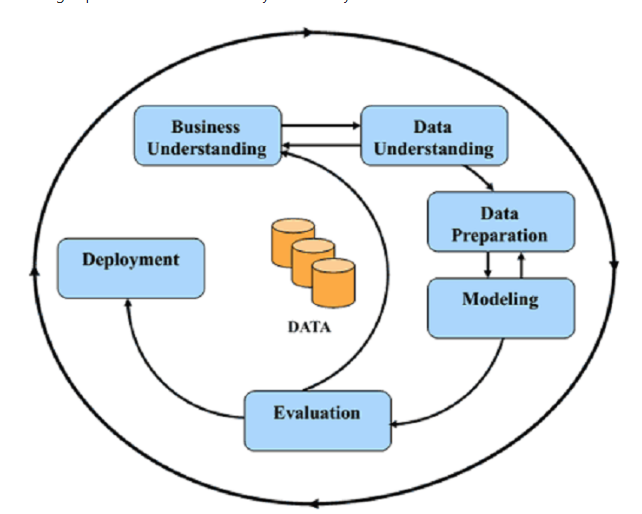 Business
Understanding
Data
Understanding
Data
Preparation
Deployment
Modeling
DATA
Evaluation